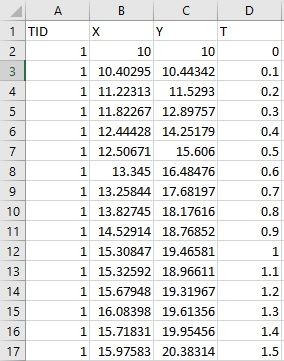 A B C D
1 TID X Y T
2 1 10 10 0
3 1 10.40295 10.44342 0.1
4 1 11.22313 11.5293 0.2
5 1 11.82267 12.89757 0.3
6 1 12.44428 14.25179 0.4
7 1 12.50671 15.606 0.5
8 1 13.345 16.48476 0.6
9 1 13.25844 17.68197 0.7
10 1 13.82745 18.17616 0.8
11 1 14.52914 18.76852 0.9
12 1 15.30847 19.46581 1
13 1 15.32592 18.96611 1.1
14 1 15.67948 19.31967 1.2
15 1 16.08398 19.61356 1.3
16 1 15.71831 19.95456 1.4
17 1 15.97583 20.38314 1.5